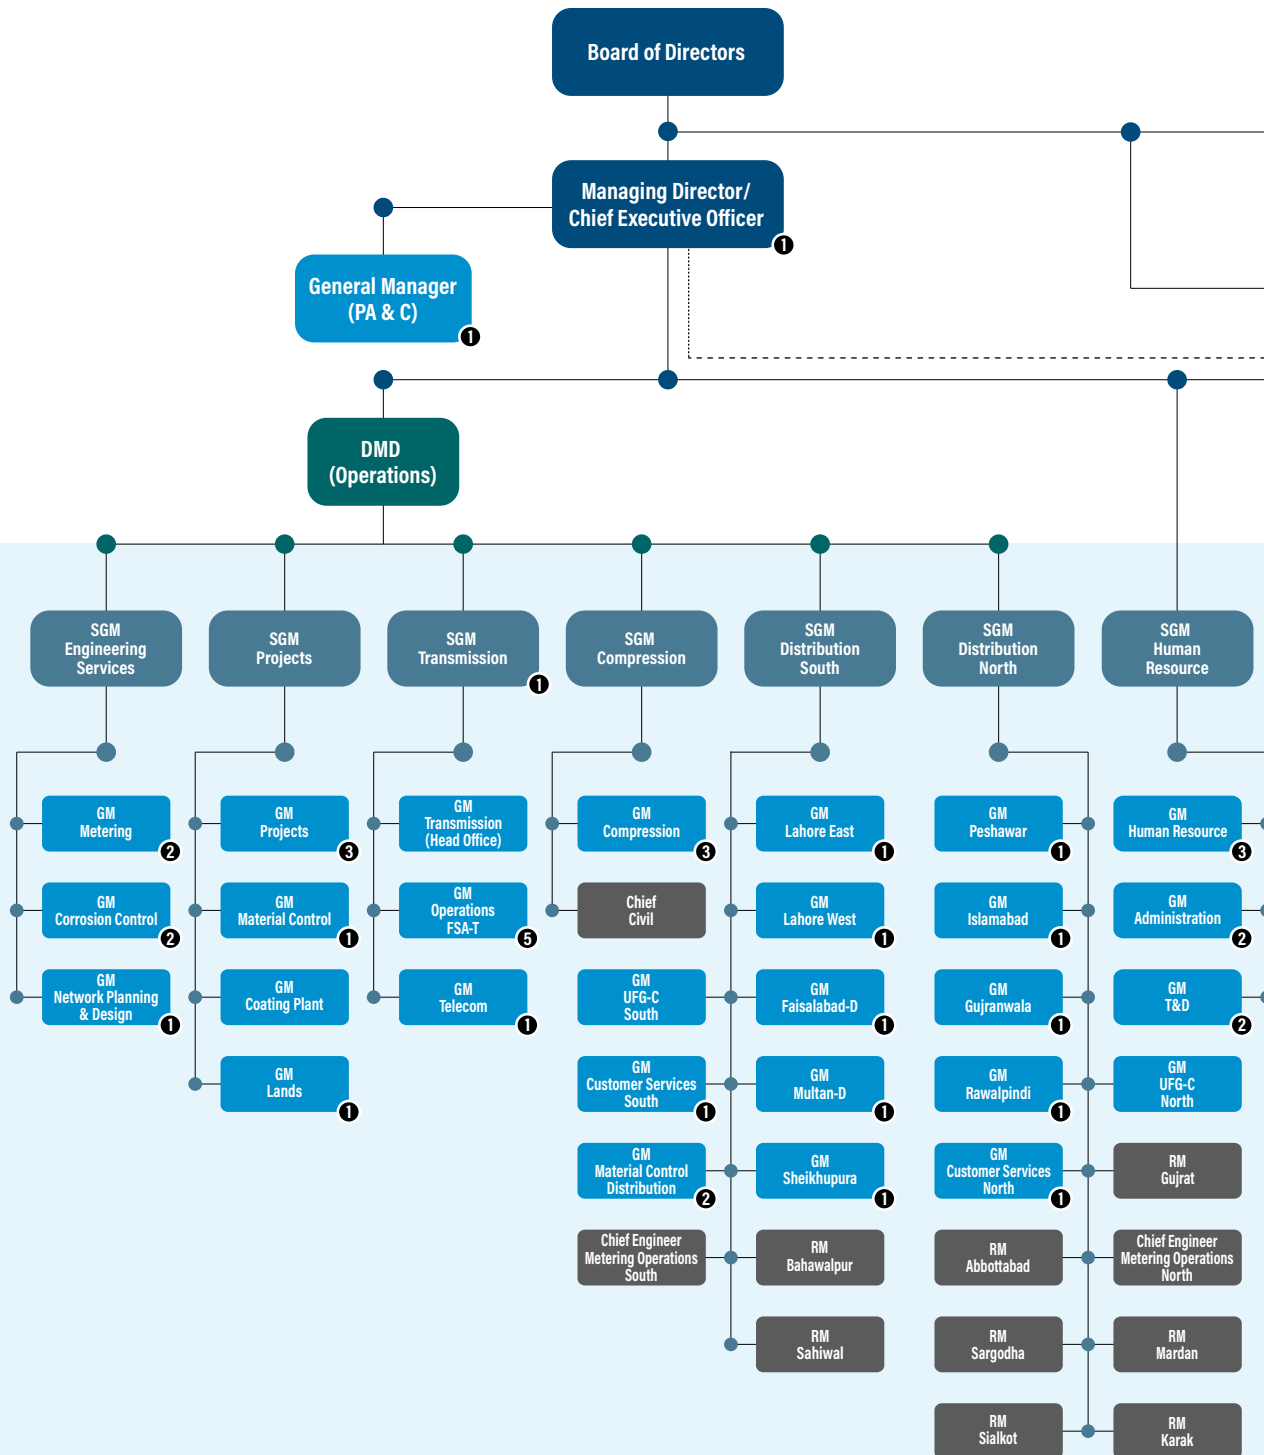 Board of Directors
Managing Director/
Chief Executive Officer
1
General Manager
(PA & C)
1
DMD
(Operations)
SGM
Engineering
Services
SGM
Projects
SGM
Transmission
1
SGM
Compression
SGM
Distribution
South
SGM
Distribution
North
SGM
Human
Resource
GM
Metering
2
GM
Projects
3
GM
Transmission
(Head Office)
GM
Compression
3
GM
Lahore East
1
GM
Peshawar
1
GM
Human Resource
3
GM
Corrosion Control
2
GM
Material Control
1
GM
Operations
FSA-T
5
Chief
Civil
GM
Lahore West
1
GM
Islamabad
1
GM
Administration
2
GM
Network Planning
& Design
1
GM
Coating Plant
GM
Telecom
1
GM
UFG-C
South
GM
Faisalabad-D
1
GM
Gujranwala
1
GM
T&D
2
GM
Lands
1
GM
Customer Services
South
1
GM
Multan-D
1
GM
Rawalpindi
1
GM
UFG-C
North
GM
Material Control
Distribution
2
GM
Sheikhupura
1
GM
Customer Services
North
1
RM
Gujrat
Chief Engineer
Metering Operations
South
RM
Bahawalpur
RM
Abbottabad
Chief Engineer
Metering Operations
North
RM
Sahiwal
RM
Sargodha
RM
Mardan
RM
Sialkot
RM
Karak